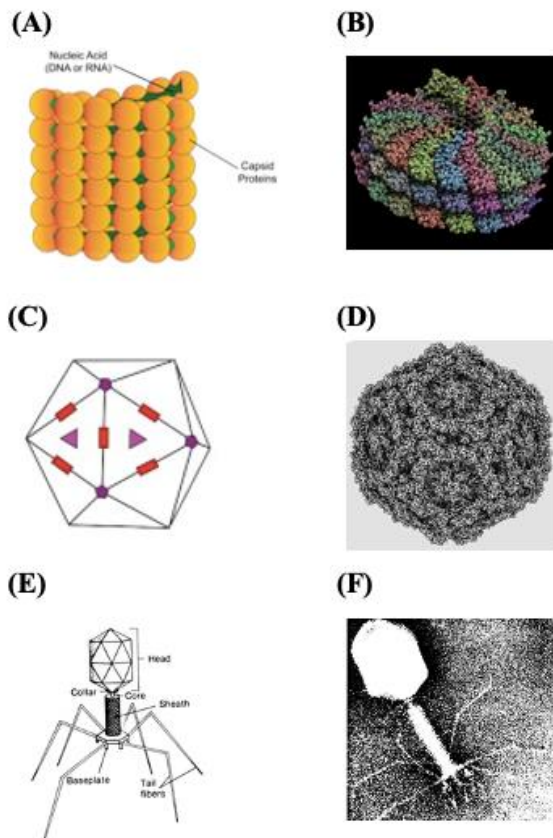 (A)
(B)
Nucleic Acid
(DNA or RNA)
Capsid
Proteins
(C)
(D)
(E)
(F)
Head
Collar
Core
Sheath
Baseplate
Tail
fibers